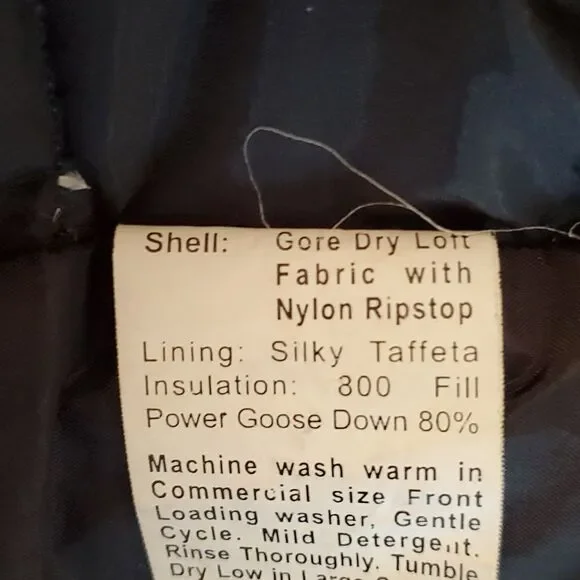 Shell: Gore Dry Loft
Fabric with
Nylon Ripstop
Lining: Silky Taffeta
Insulation: 800 Fill
Power Goose Down 80%
Machine wash warm in
Commercial size Front
Loading washer, Gentle
Cycle. Mild Detergent.
Rinse Thoroughly. Tumble
Dry Low in Large